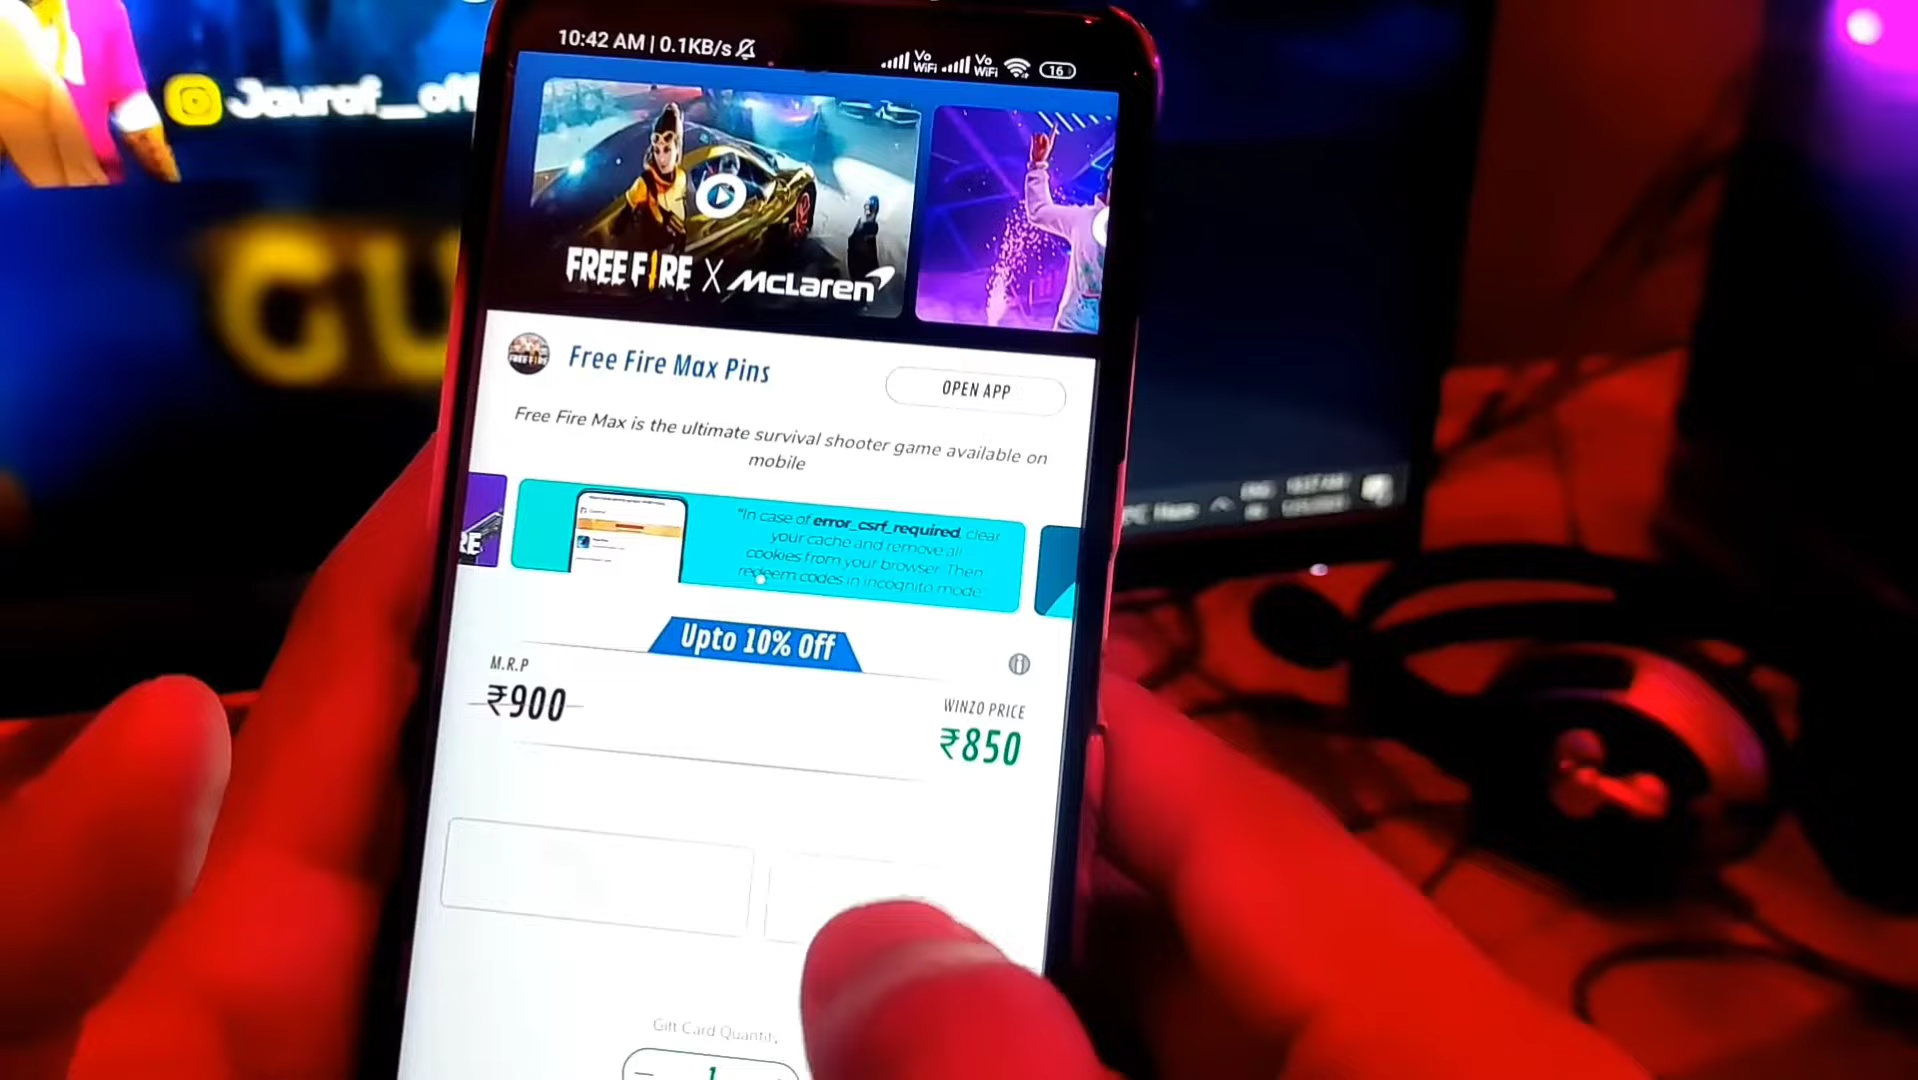 10:42 AM | 0.1KB/s
Vo
WiFi
Vo
WiFi
16
FREE FIRE X McLaren
Free Fire Max Pins
OPEN APP
Free Fire Max is the ultimate survival shooter game available on
mobile
RE
"In case of error_csrf_required, clear
your cache and remove all
cookies from your browser. Then
redeem codes in incognito mode."
Upto 10% Off
M.R.P
₹900
WINZO PRICE
₹850
Gift Card Quantity
1
GU